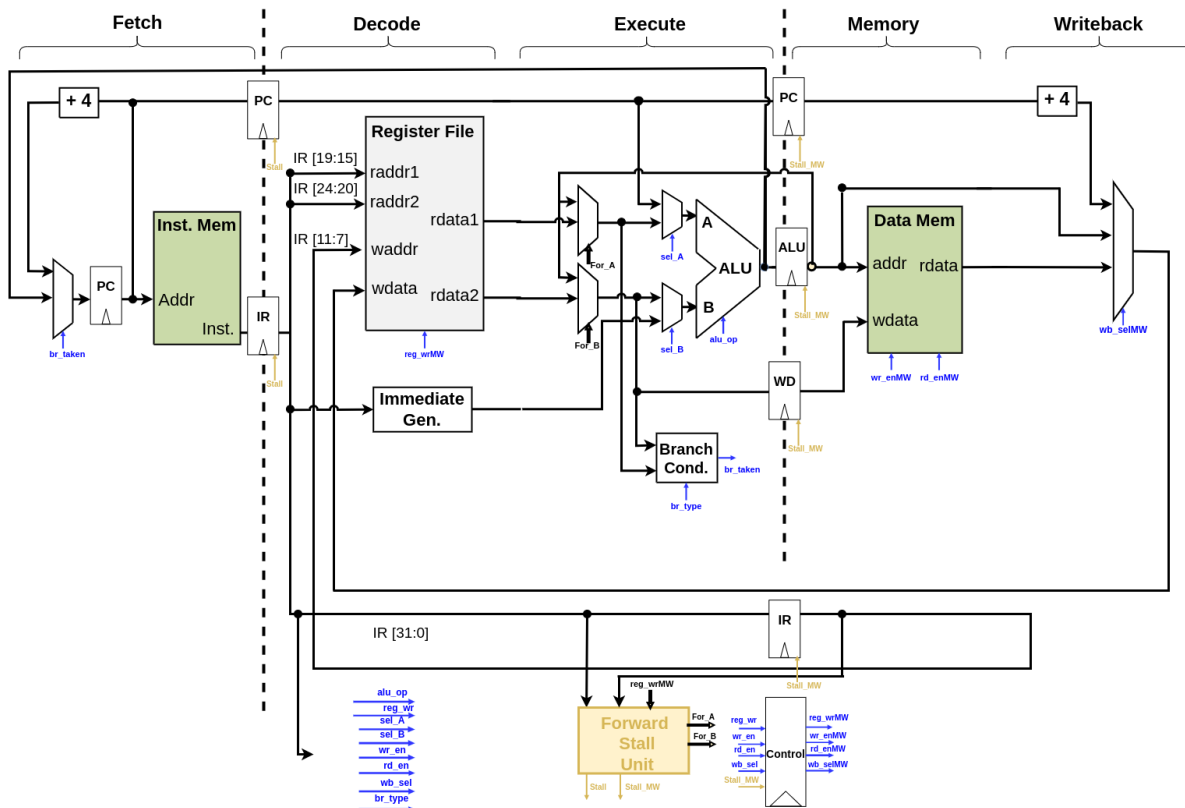 Fetch
Decode
Execute
Memory
Writeback
+ 4
PC
Stall
PC
Stall_MW
+ 4
Register File
IR [19:15]
raddr1
IR [24:20]
raddr2
rdata1
IR [11:7]
waddr
wdata
rdata2
reg_wrMW
Inst. Mem
Addr
Inst.
PC
br_taken
IR
Stall
For_A
For_B
sel_A
sel_B
A
ALU
B
alu_op
ALU
Stall_MW
Data Mem
addr
rdata
wdata
wr_enMW
rd_enMW
wb_selMW
Immediate
Gen.
WD
Stall_MW
Branch
Cond.
br_taken
br_type
IR [31:0]
IR
Stall_MW
reg_wrMW
Forward
Stall
Unit
For_A
For_B
Stall
Stall_MW
alu_op
reg_wr
sel_A
sel_B
wr_en
rd_en
wb_sel
br_type
reg_wr
wr_en
rd_en
wb_sel
Stall_MW
Control
reg_wrMW
wr_enMW
rd_enMW
wb_selMW